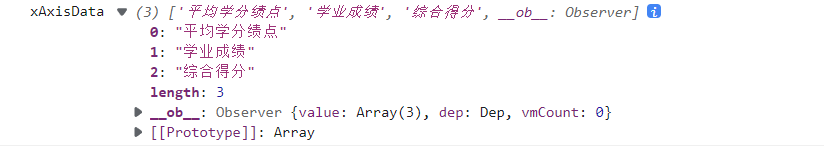 xAxisData ▼ (3) ['平均学分绩点', '学业成绩', '综合得分', __ob__: Observer] i
0: "平均学分绩点"
1: "学业成绩"
2: "综合得分"
length: 3
▶ __ob__: Observer {value: Array(3), dep: Dep, vmCount: 0}
▶ [[Prototype]]: Array